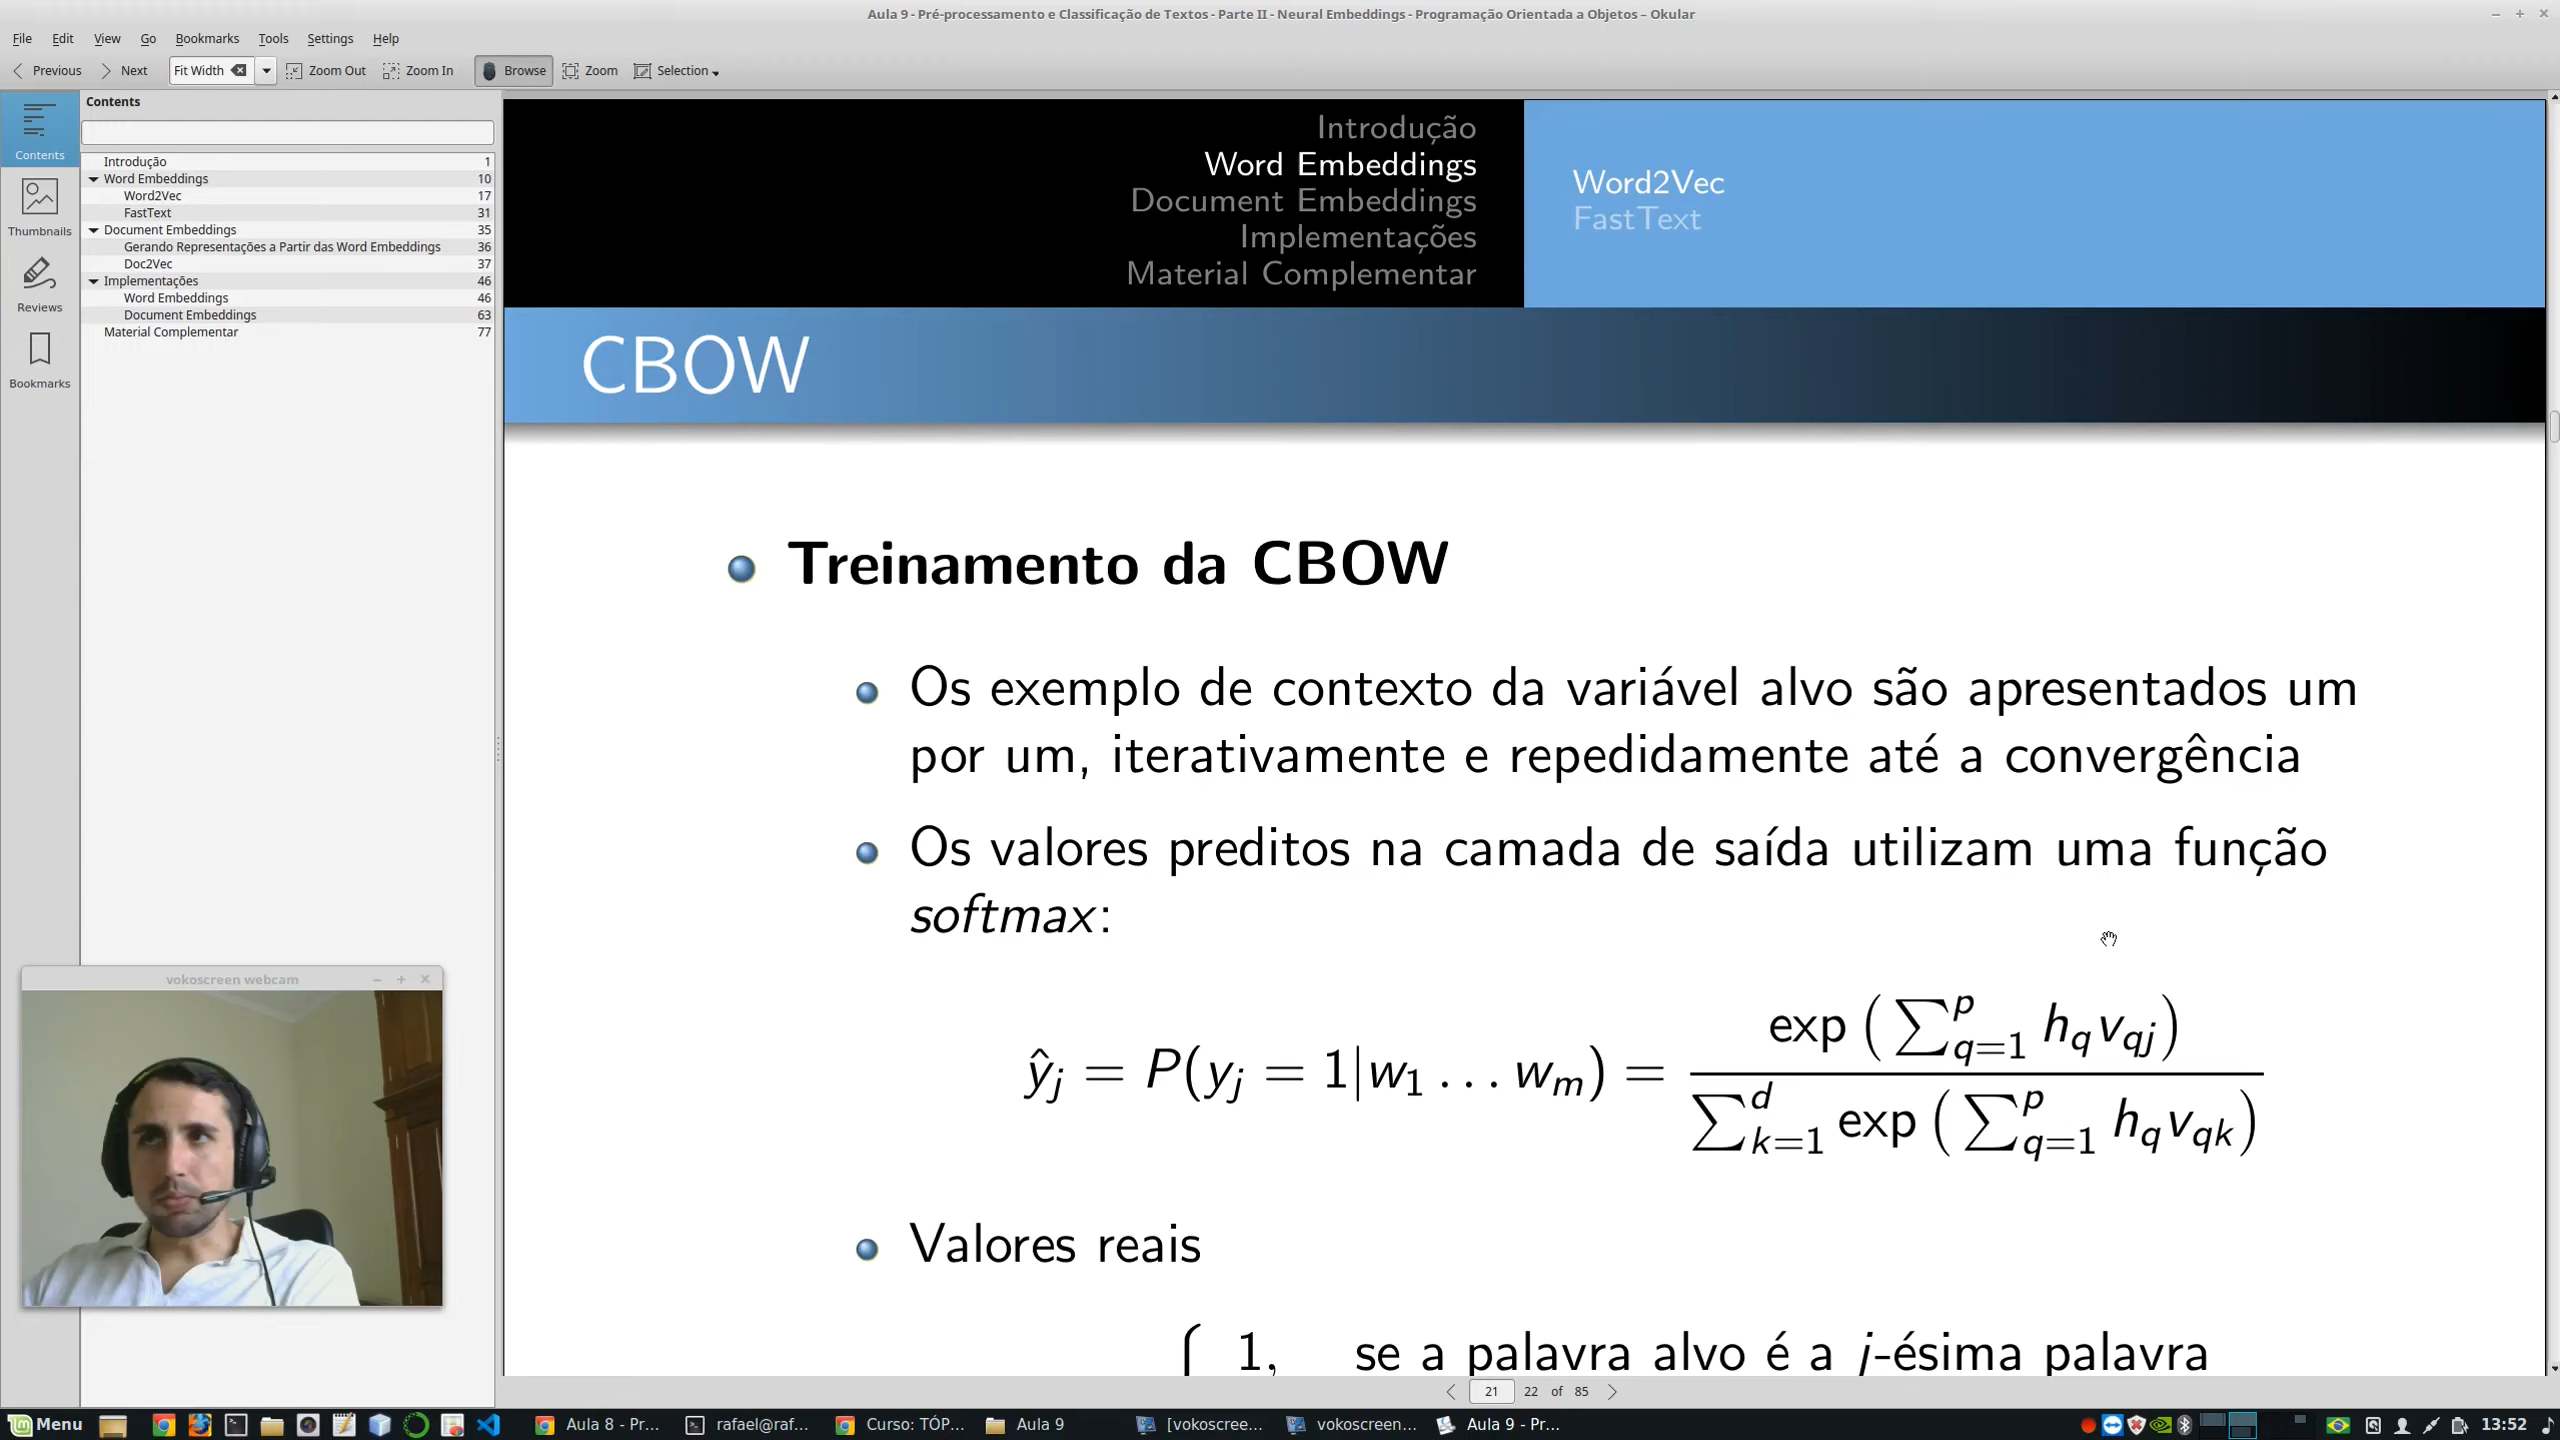 Aula 9 - Pré-processamento e Classificação de Textos - Parte II - Neural Embeddings - Programação Orientada a Objetos – Okular
File Edit View Go Bookmarks Tools Settings Help
Previous Next Fit Width Zoom Out Zoom In Browse Zoom Selection
Contents
Contents
Thumbnails
Reviews
Bookmarks
Introdução 1
Word Embeddings 10
Word2Vec 17
FastText 31
Document Embeddings 35
Gerando Representações a Partir das Word Embeddings 36
Doc2Vec 37
Implementações 46
Word Embeddings 46
Document Embeddings 63
Material Complementar 77
Introdução
Word Embeddings
Document Embeddings
Implementações
Material Complementar
Word2Vec
FastText
CBOW
Treinamento da CBOW
Os exemplo de contexto da variável alvo são apresentados um
por um, iterativamente e repedidamente até a convergência
Os valores preditos na camada de saída utilizam uma função
softmax:
ŷ_j = P(y_j = 1|w_1 … w_m) = exp(∑_{q=1}^{p} h_q v_{qj}) / ∑_{k=1}^{d} exp(∑_{q=1}^{p} h_q v_{qk})
Valores reais
1, se a palavra alvo é a j-ésima palavra
vokoscreen webcam
21 22 of 85
Menu Aula 8 - Pr... rafael@raf... Curso: TÓP... Aula 9 [vokoscree... vokoscreen... Aula 9 - Pr... 13:52